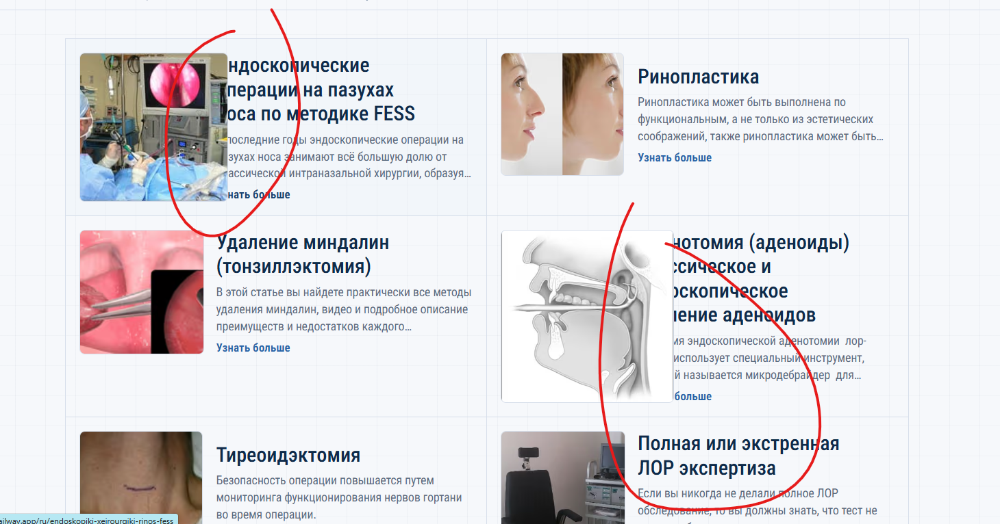 ндоскопические
перации на пазухах
оса по методике FESS
последние годы эндоскопические операции на
зухах носа занимают всё большую долю от
ассической интраназальной хирургии, образуя…
нать больше
Ринопластика
Ринопластика может быть выполнена по
функциональным, а не только из эстетических
соображений, также ринопластика может быть…
Узнать больше
Удаление миндалин
(тонзиллэктомия)
В этой статье вы найдете практически все методы
удаления миндалин, видео и подробное описание
преимуществ и недостатков каждого…
Узнать больше
нотомия (аденоиды)
ссическое и
оскопическое
ление аденоидов
мя эндоскопической аденотомии лор-
использует специальный инструмент,
й называется микродебрайдер для…
больше
Тиреоидэктомия
Безопасность операции повышается путем
мониторинга функционирования нервов гортани
во время операции.
Полная или экстренная
ЛОР экспертиза
Если вы никогда не делали полное ЛОР
обследование, то вы должны знать, что тест не
ailway.app/ru/endoskopiki-xeirourgiki-rinos-fess